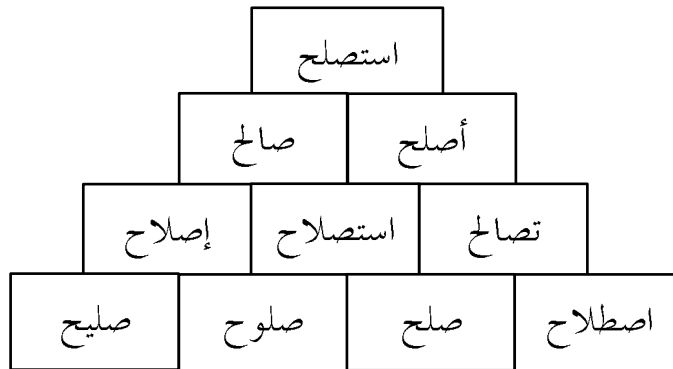 استصلح
أصلح صالح
تصالح استصلاح إصلاح
اصطلاح صلح صلوح صليح